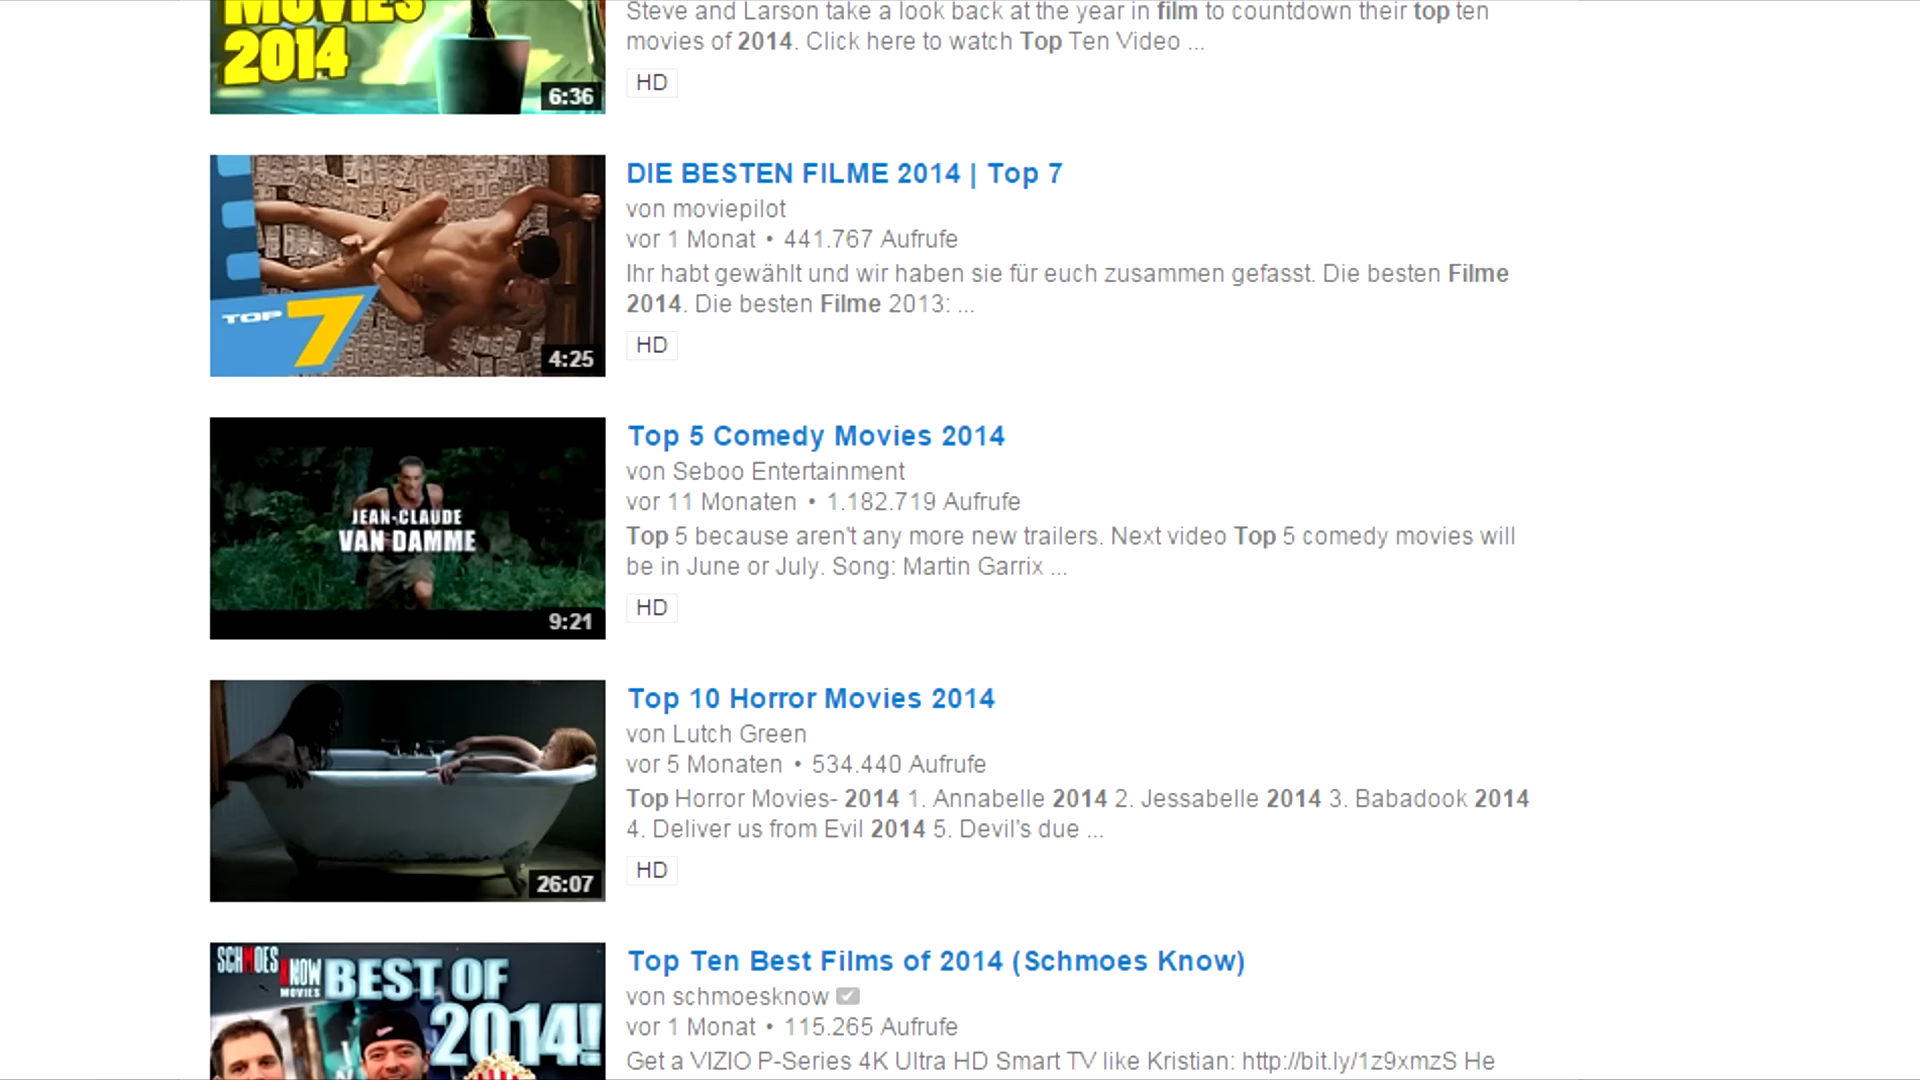 MOVIES
2014
6:36
Steve and Larson take a look back at the year in film to countdown their top ten
movies of 2014. Click here to watch Top Ten Video ...
HD
TOP 7
4:25
DIE BESTEN FILME 2014 | Top 7
von moviepilot
vor 1 Monat • 441.767 Aufrufe
Ihr habt gewählt und wir haben sie für euch zusammen gefasst. Die besten Filme
2014. Die besten Filme 2013: ...
HD
JEAN-CLAUDE
VAN DAMME
9:21
Top 5 Comedy Movies 2014
von Seboo Entertainment
vor 11 Monaten • 1.182.719 Aufrufe
Top 5 because aren't any more new trailers. Next video Top 5 comedy movies will
be in June or July. Song: Martin Garrix ...
HD
26:07
Top 10 Horror Movies 2014
von Lutch Green
vor 5 Monaten • 534.440 Aufrufe
Top Horror Movies- 2014 1. Annabelle 2014 2. Jessabelle 2014 3. Babadook 2014
4. Deliver us from Evil 2014 5. Devil's due ...
HD
SCHMOES
KNOW
MOVIES
BEST OF
2014!
Top Ten Best Films of 2014 (Schmoes Know)
von schmoesknow
vor 1 Monat • 115.265 Aufrufe
Get a VIZIO P-Series 4K Ultra HD Smart TV like Kristian: http://bit.ly/1z9xmzS He